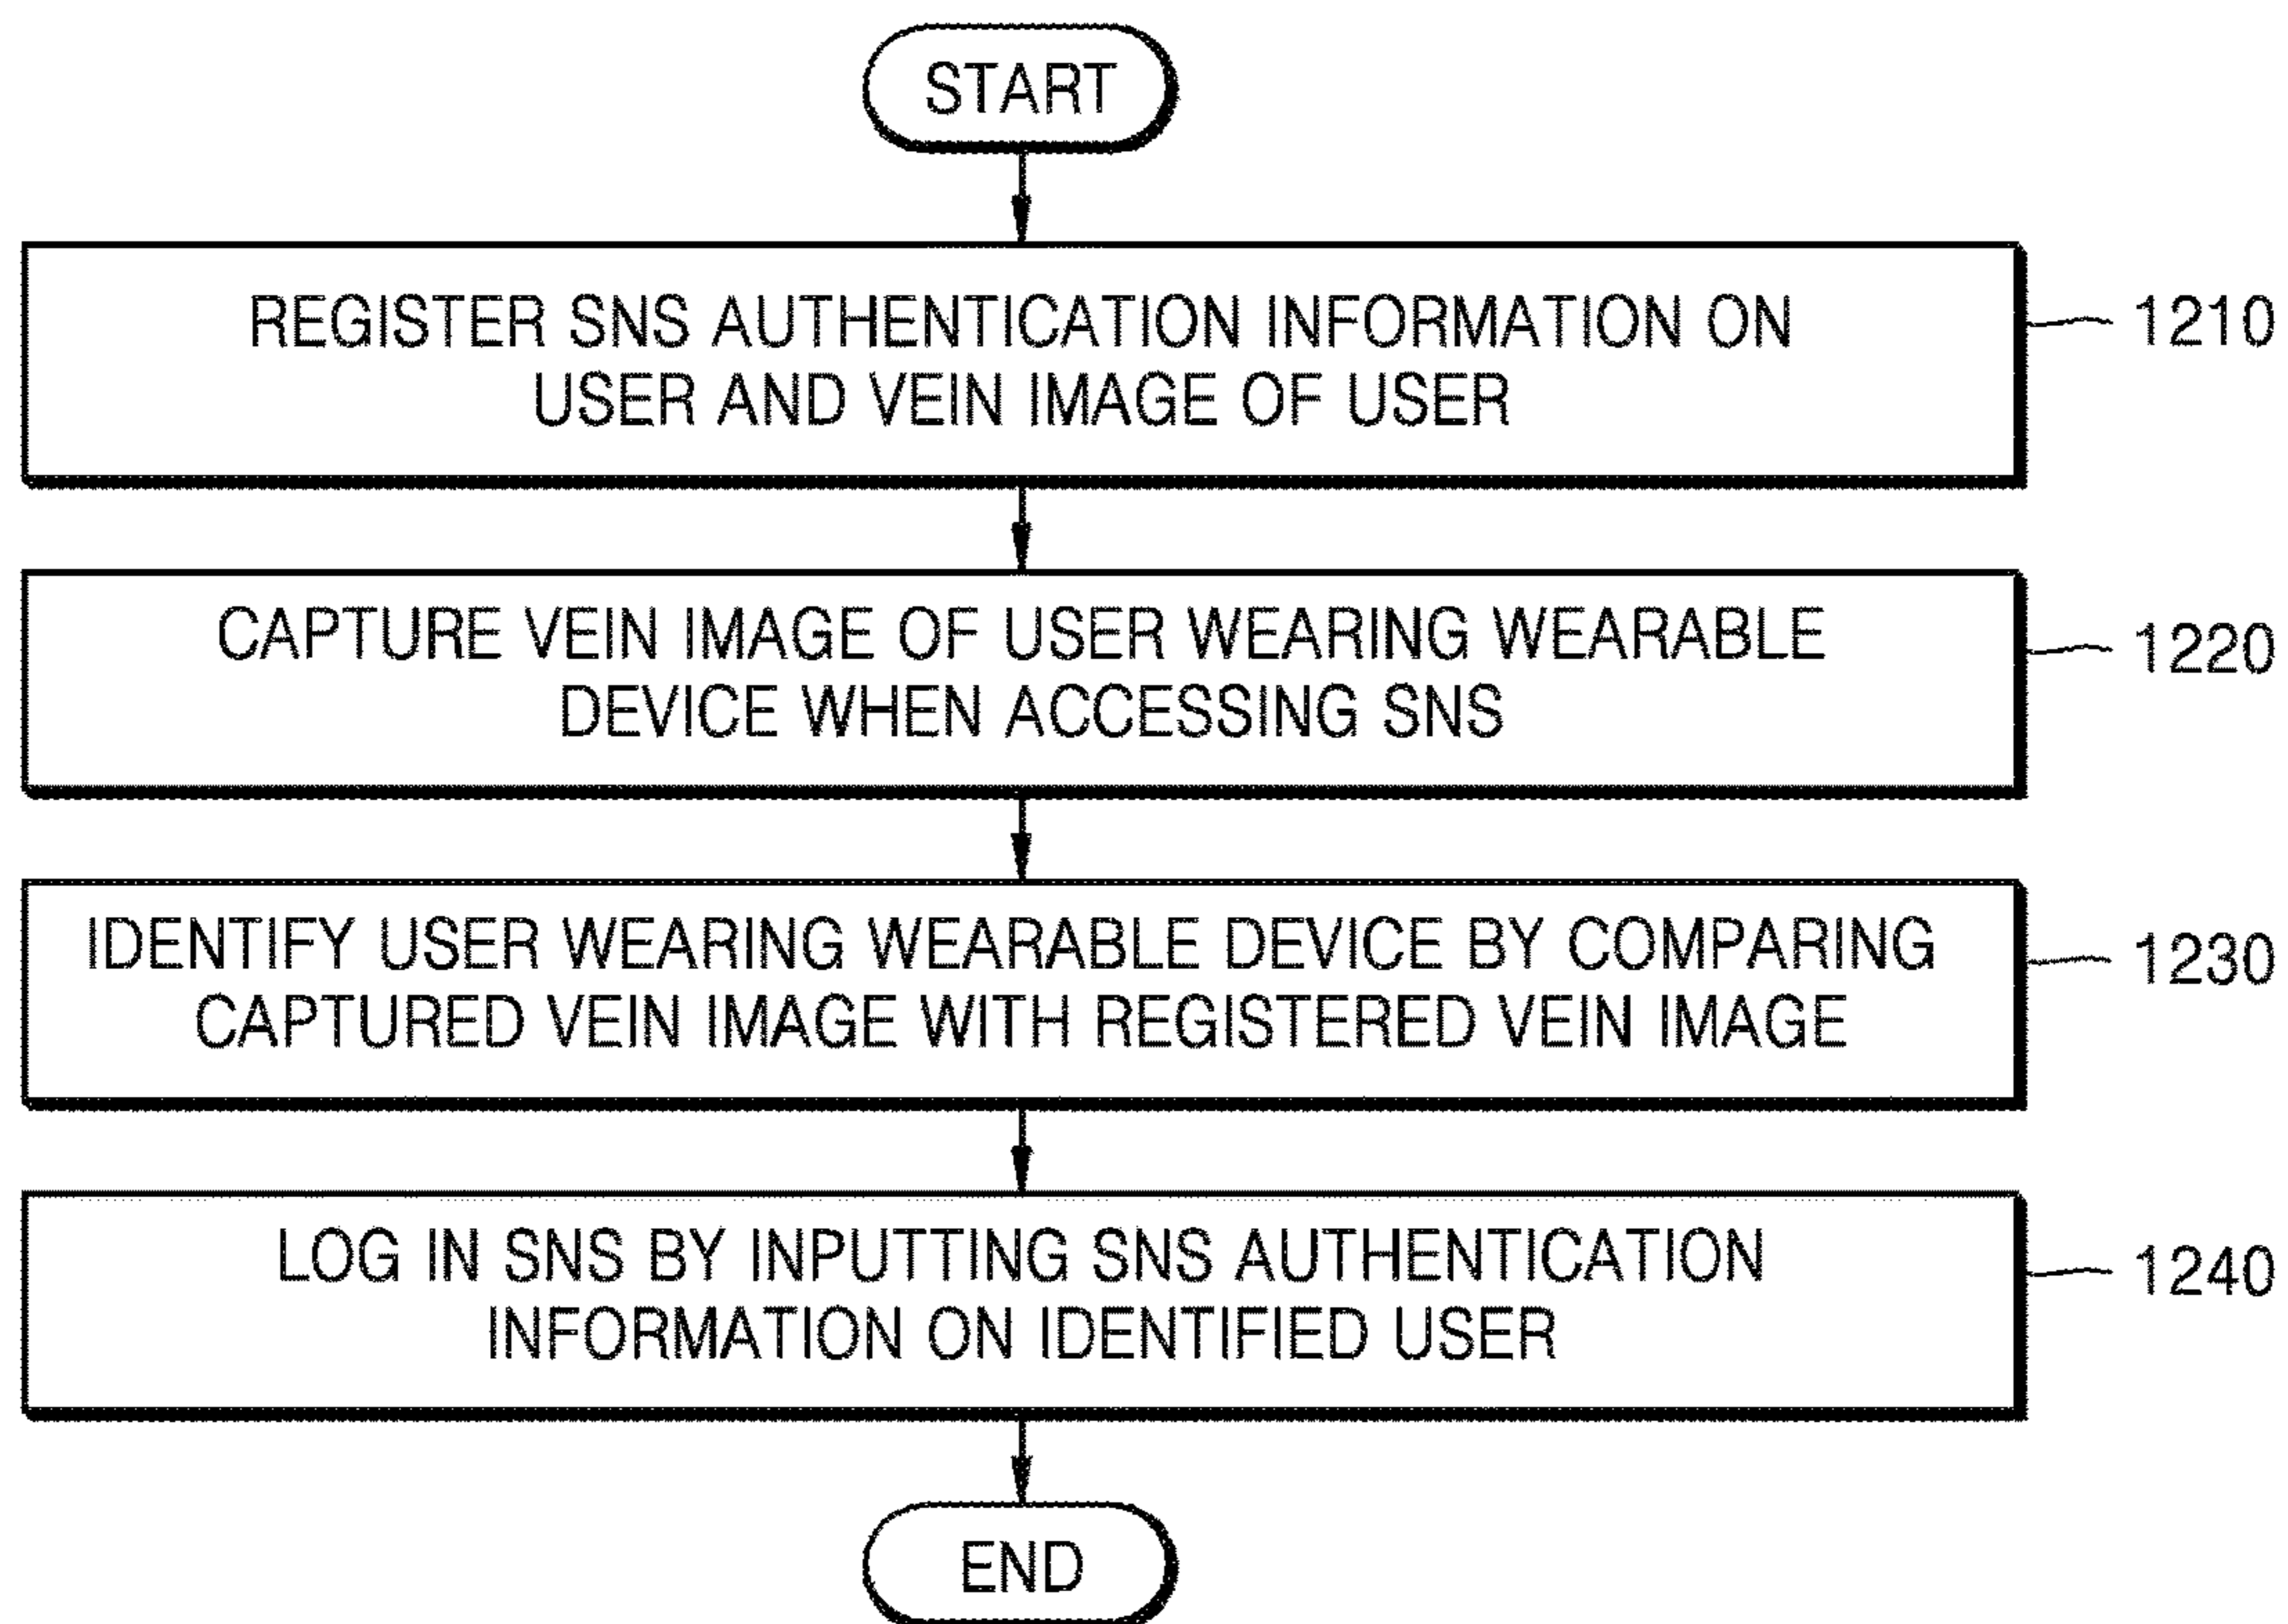 START
REGISTER SNS AUTHENTICATION INFORMATION ON
USER AND VEIN IMAGE OF USER
1210
CAPTURE VEIN IMAGE OF USER WEARING WEARABLE
DEVICE WHEN ACCESSING SNS
1220
IDENTIFY USER WEARING WEARABLE DEVICE BY COMPARING
CAPTURED VEIN IMAGE WITH REGISTERED VEIN IMAGE
1230
LOG IN SNS BY INPUTTING SNS AUTHENTICATION
INFORMATION ON IDENTIFIED USER
1240
END